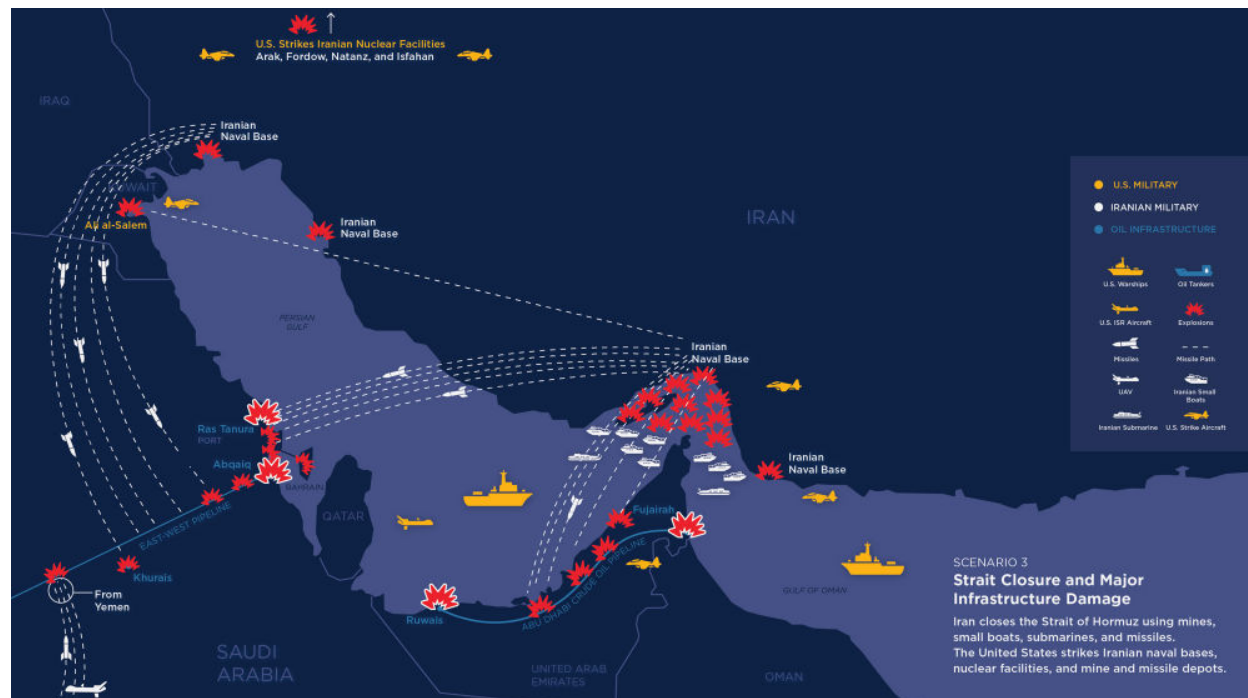 U.S. Strikes Iranian Nuclear Facilities
Arak, Fordow, Natanz, and Isfahan
IRAQ
Iranian
Naval Base
KUWAIT
Ali al-Salem
Iranian
Naval Base
IRAN
PERSIAN
GULF
Iranian
Naval Base
Ras Tanura
PORT
Abqaiq
BAHRAIN
QATAR
EAST-WEST PIPELINE
Khurais
From
Yemen
Iranian
Naval Base
Fujairah
ABU DHABI CRUDE OIL PIPELINE
Ruwais
GULF OF OMAN
SAUDI
ARABIA
UNITED ARAB
EMIRATES
OMAN
U.S. MILITARY
IRANIAN MILITARY
OIL INFRASTRUCTURE
U.S. Warships
Oil Tankers
U.S. ISR Aircraft
Explosions
Missiles
Missile Path
UAV
Iranian Small
Boats
Iranian Submarine
U.S. Strike Aircraft
SCENARIO 3
Strait Closure and Major
Infrastructure Damage
Iran closes the Strait of Hormuz using mines,
small boats, submarines, and missiles.
The United States strikes Iranian naval bases,
nuclear facilities, and mine and missile depots.